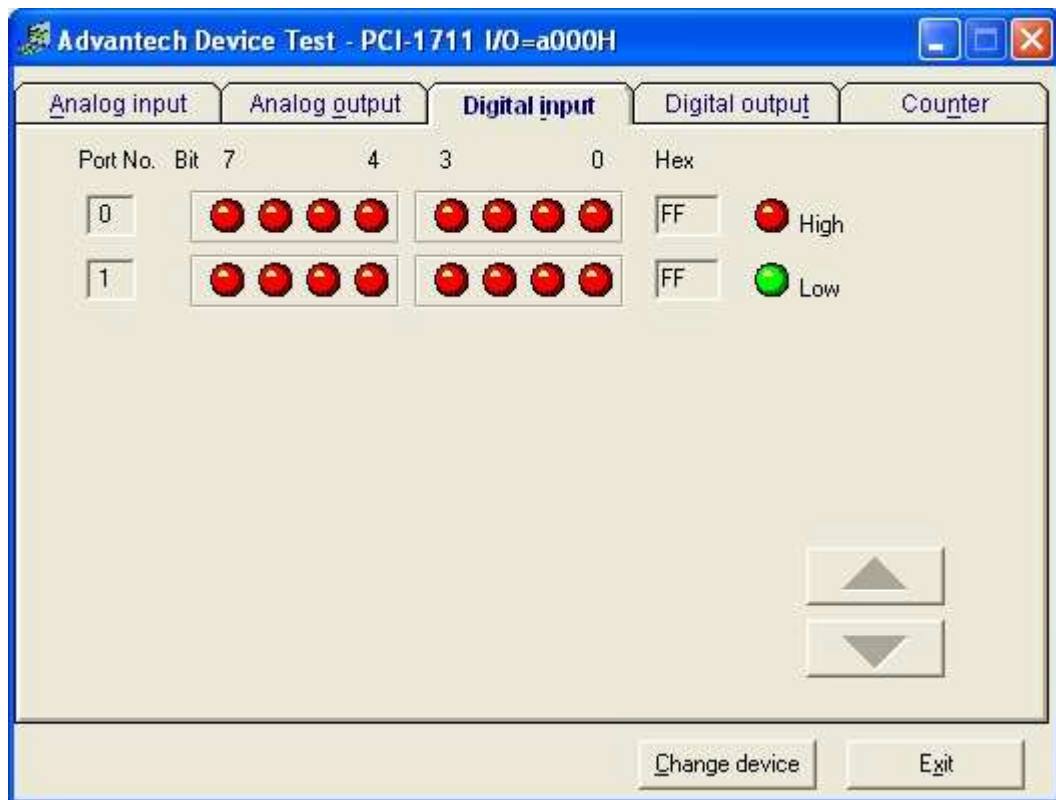 Advantech Device Test - PCI-1711 I/O=a000H
Analog input Analog output Digital input Digital output Counter
Port No. Bit 7 4 3 0 Hex
0 FF High
1 FF Low
Change device Exit